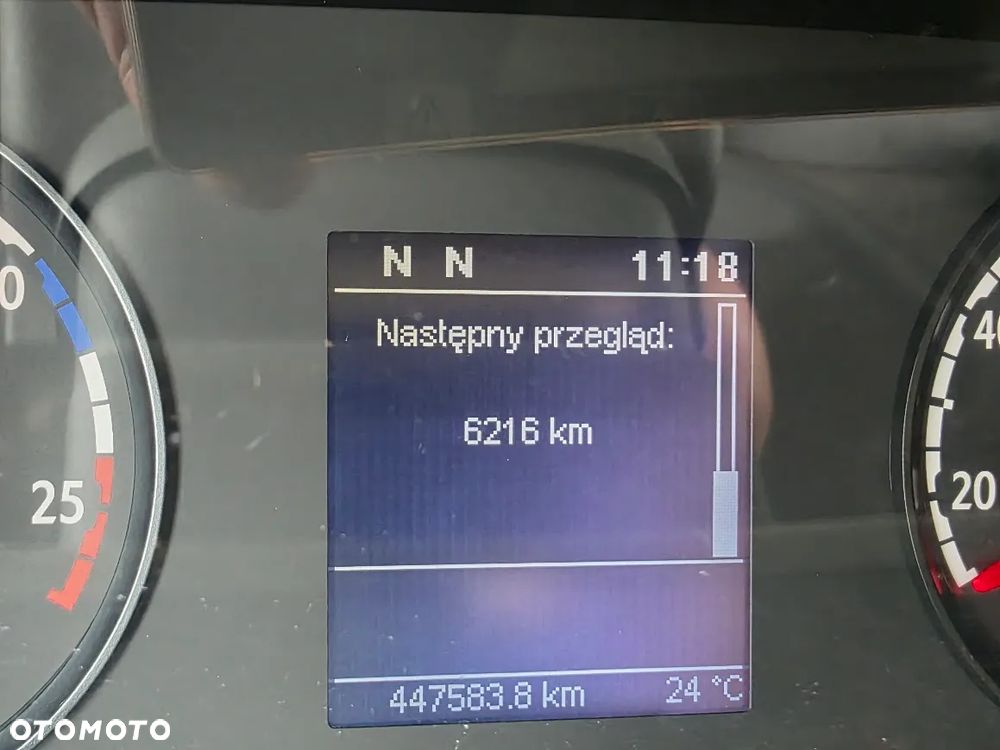 N N 11:18
Następny przegląd:
6216 km
447583.8 km 24 °C
0
25
40
20
OTOMOTO